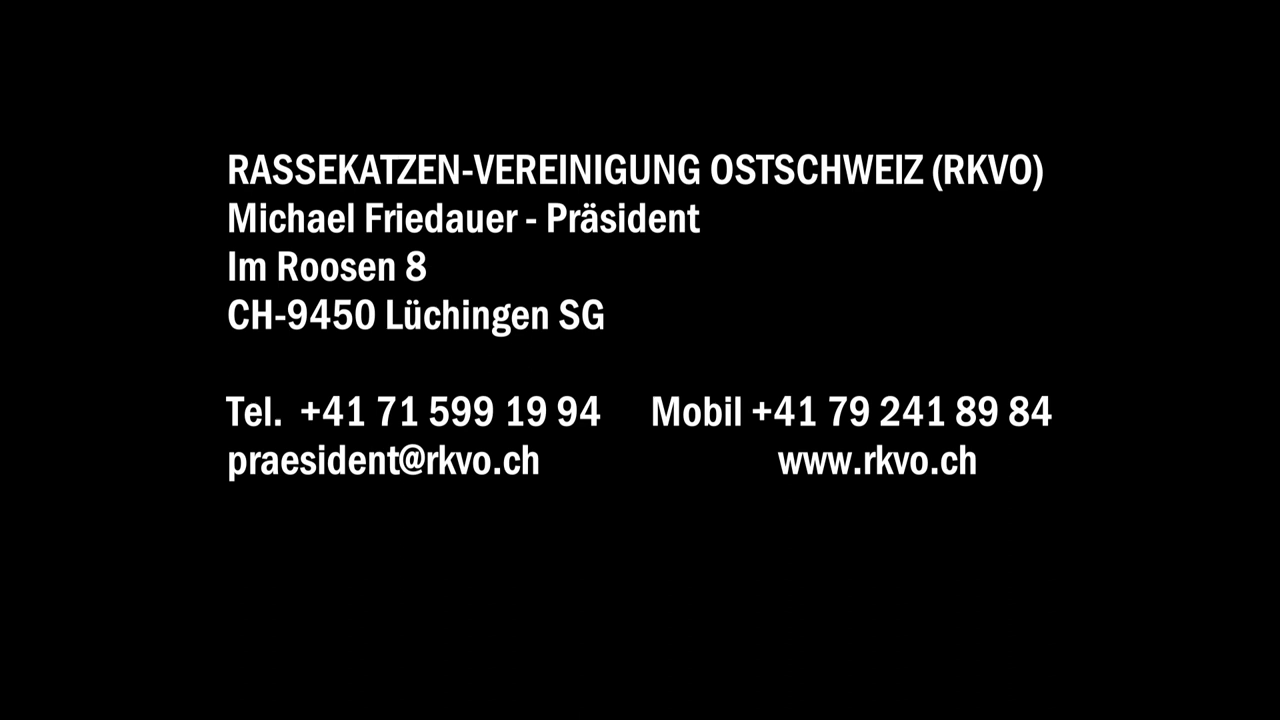 RASSEKATZEN-VEREINIGUNG OSTSCHWEIZ (RKVO)
Michael Friedauer - Präsident
Im Roosen 8
CH-9450 Lüchingen SG
Tel. +41 71 599 19 94 Mobil +41 79 241 89 84
praesident@rkvo.ch www.rkvo.ch